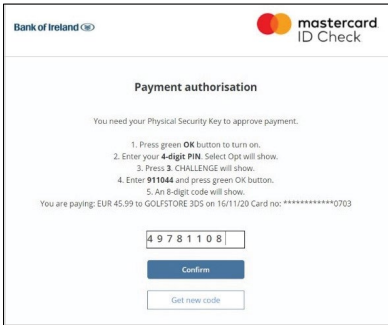 Bank of Ireland
mastercard
ID Check
Payment authorisation
You need your Physical Security Key to approve payment.
1. Press green OK button to turn on.
2. Enter your 4-digit PIN. Select Opt will show.
3. Press 3. CHALLENGE will show.
4. Enter 911044 and press green OK button.
5. An 8-digit code will show.
You are paying: EUR 45.99 to GOLFSTORE 3DS on 16/11/20 Card no: ************0703
49781108
Confirm
Get new code